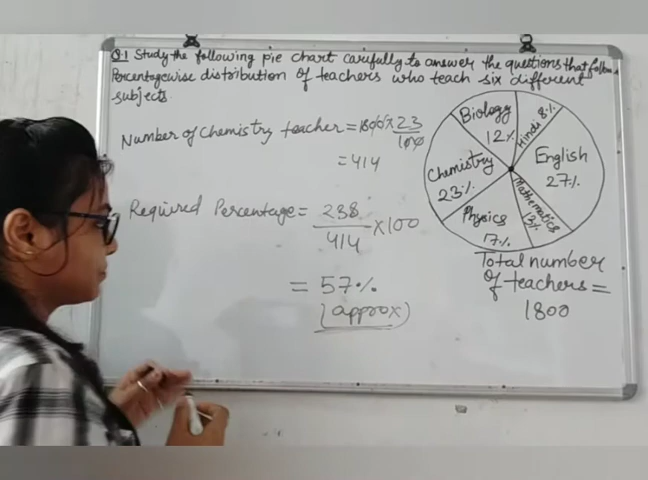 Q.1 Study the following pie chart carefully to answer the questions that follow
Percentagewise distribution of teachers who teach six different
subjects.
Number of Chemistry teacher = 1800 x 23/100
= 414
Required Percentage = 238/414 x 100
= 57%
(approx)
Biology
12%
Hindi 8%
English
27%
Mathematics
13%
Physics
17%
Chemistry
23%
Total number
of teachers =
1800